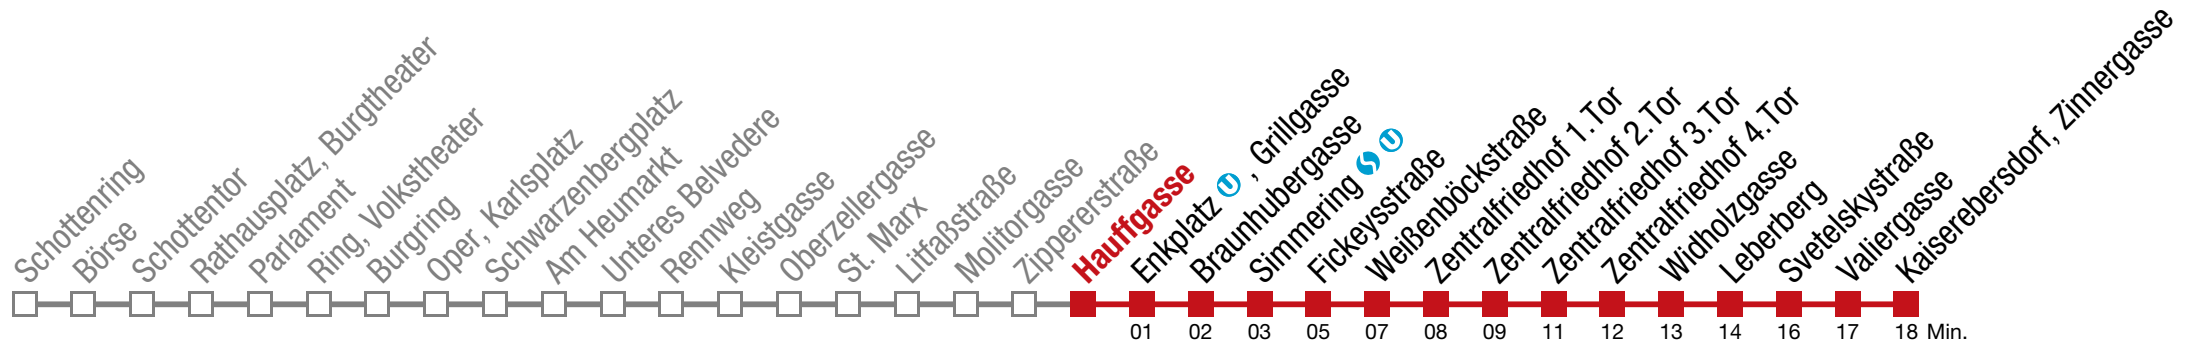 Schottenring
Börse
Schottentor
Rathausplatz, Burgtheater
Parlament
Ring, Volkstheater
Burgring
Oper, Karlsplatz
Schwarzenbergplatz
Am Heumarkt
Unteres Belvedere
Rennweg
Kleistgasse
Oberzellergasse
St. Marx
Litfaßstraße
Molitorgasse
Zippererstraße
Hauffgasse
Enkplatz U, Grillgasse
Braunhubergasse
Simmering S U
Fickeysstraße
Weißenböckstraße
Zentralfriedhof 1.Tor
Zentralfriedhof 2.Tor
Zentralfriedhof 3.Tor
Zentralfriedhof 4.Tor
Widholzgasse
Leberberg
Svetelskystraße
Valiergasse
Kaiserebersdorf, Zinnergasse
01 02 03 05 07 08 09 11 12 13 14 16 17 18 Min.